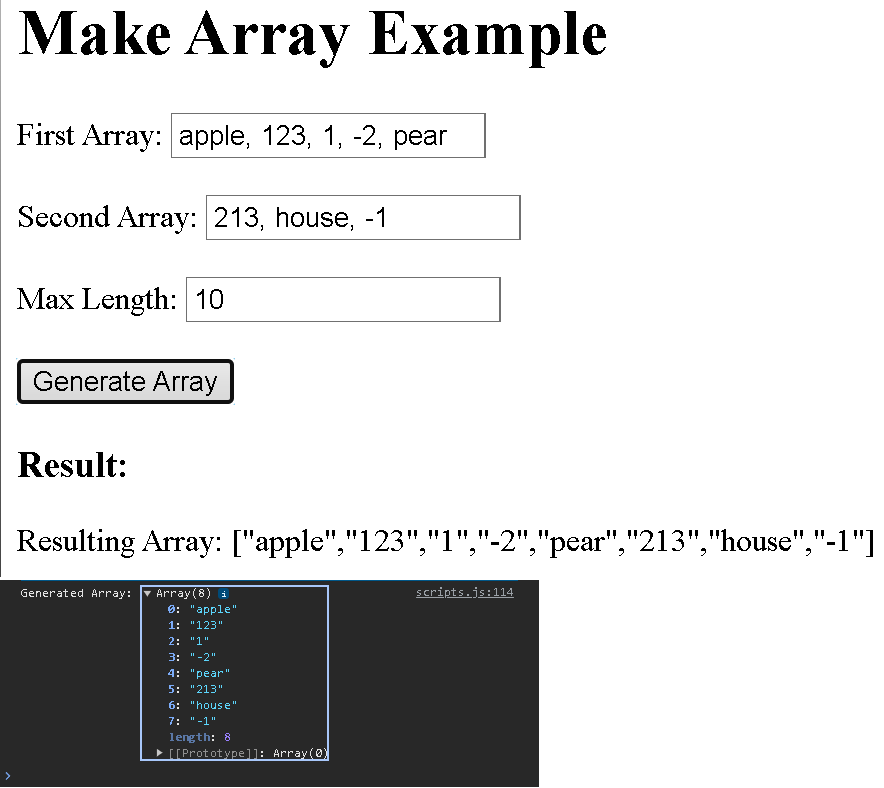 Make Array Example
First Array: apple, 123, 1, -2, pear
Second Array: 213, house, -1
Max Length: 10
Generate Array
Result:
Resulting Array: ["apple","123","1","-2","pear","213","house","-1"]
Generated Array: ▼ Array(8) i scripts.js:114
0: "apple"
1: "123"
2: "1"
3: "-2"
4: "pear"
5: "213"
6: "house"
7: "-1"
length: 8
▶ [[Prototype]]: Array(0)
›